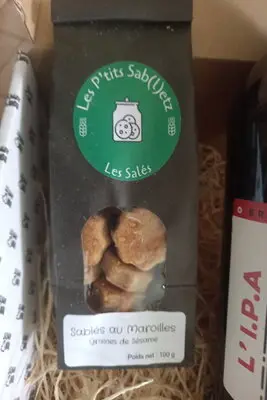 Les P'tits Sab(l)etz
Les Salés
Sablés au Maroilles
Graines de Sésame
Poids net : 100 g
L'I.P.A